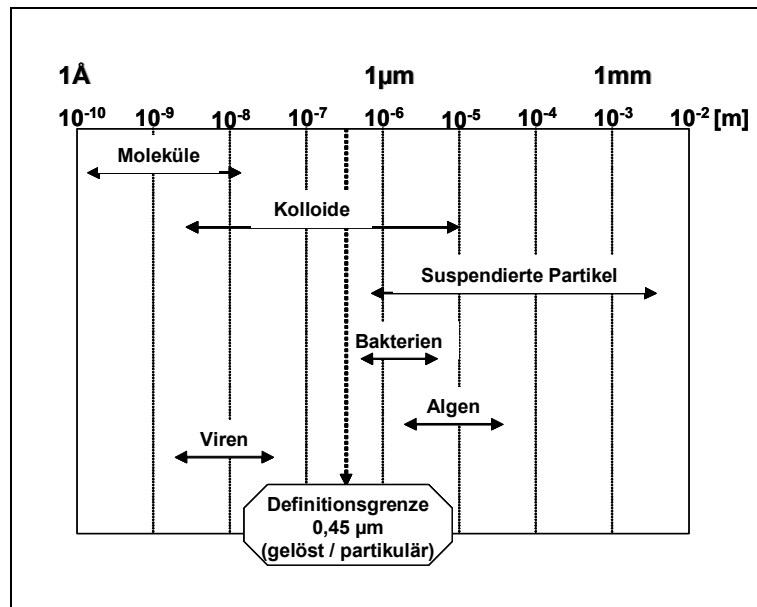 1Å 1µm 1mm
10⁻¹⁰ 10⁻⁹ 10⁻⁸ 10⁻⁷ 10⁻⁶ 10⁻⁵ 10⁻⁴ 10⁻³ 10⁻² [m]
Moleküle
Kolloide
Suspendierte Partikel
Bakterien
Algen
Viren
Definitionsgrenze
0,45 µm
(gelöst / partikulär)